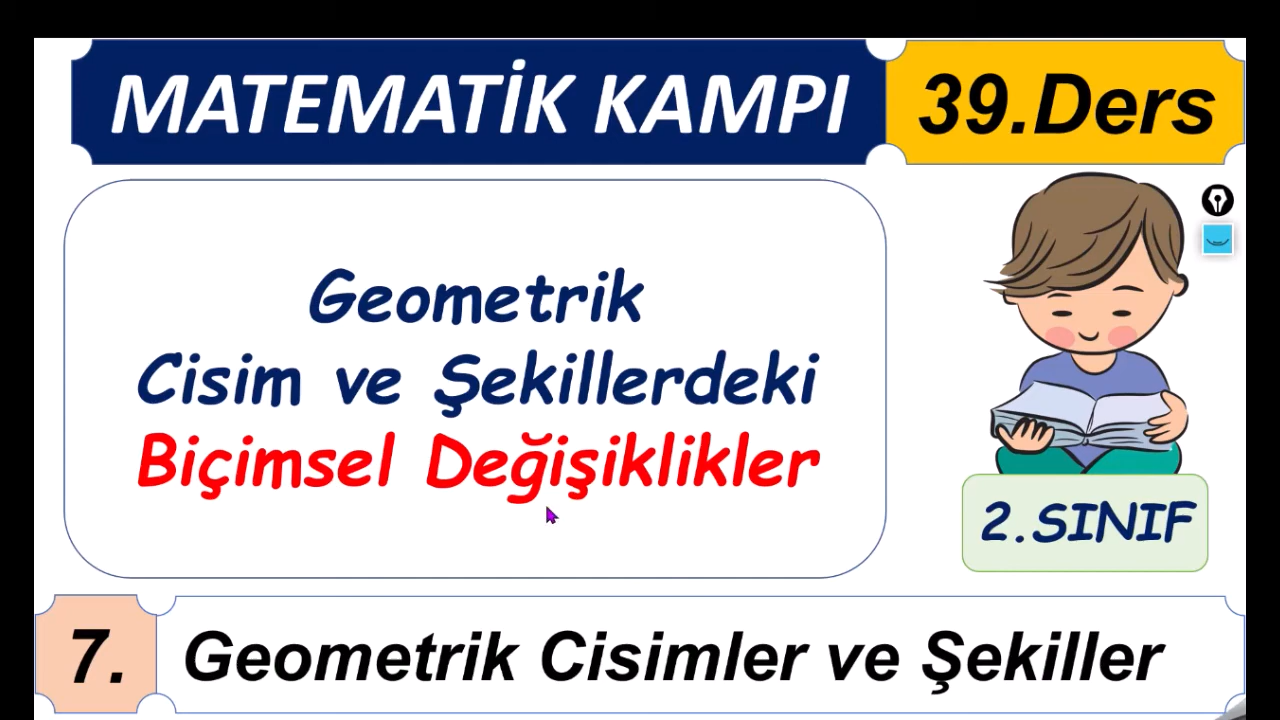 MATEMATİK KAMPI
39.Ders
Geometrik
Cisim ve Şekillerdeki
Biçimsel Değişiklikler
2.SINIF
7.
Geometrik Cisimler ve Şekiller